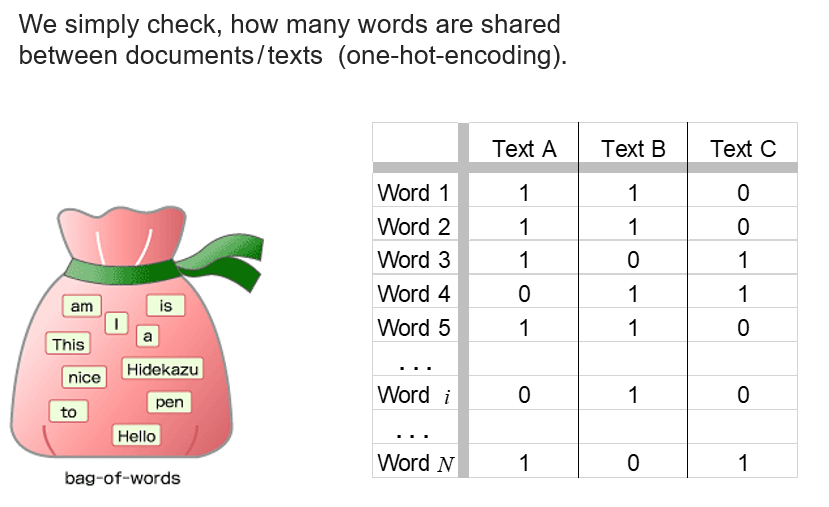 We simply check, how many words are shared
between documents/texts (one-hot-encoding).
Text A Text B Text C
Word 1 1 1 0
Word 2 1 1 0
Word 3 1 0 1
Word 4 0 1 1
Word 5 1 1 0
...
Word i 0 1 0
...
Word N 1 0 1
am is
I
a
This
Hidekazu
nice
pen
to
Hello
bag-of-words